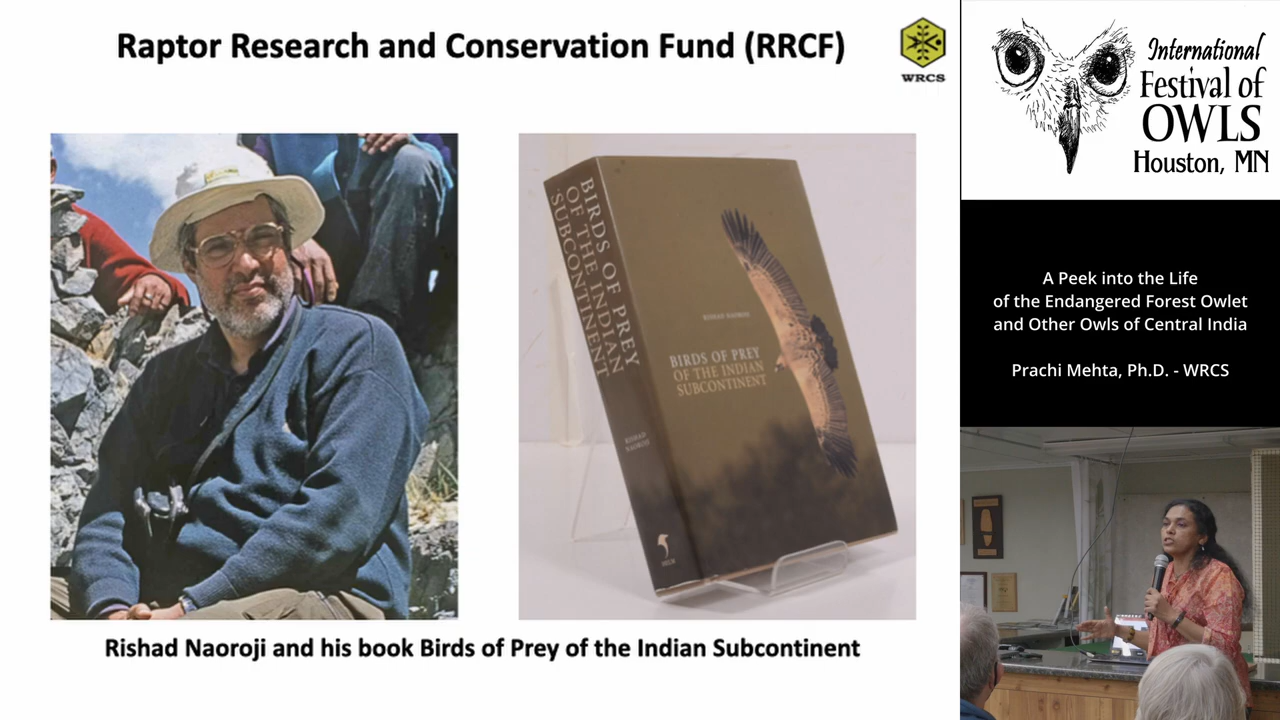 Raptor Research and Conservation Fund (RRCF)
WRCS
BIRDS OF PREY
OF THE INDIAN
SUBCONTINENT
RISHAD
NAOROJI
HELM
RISHAD NAOROJI
BIRDS OF PREY
OF THE INDIAN
SUBCONTINENT
Rishad Naoroji and his book Birds of Prey of the Indian Subcontinent
International
Festival of
OWLS
Houston, MN
A Peek into the Life
of the Endangered Forest Owlet
and Other Owls of Central India
Prachi Mehta, Ph.D. - WRCS